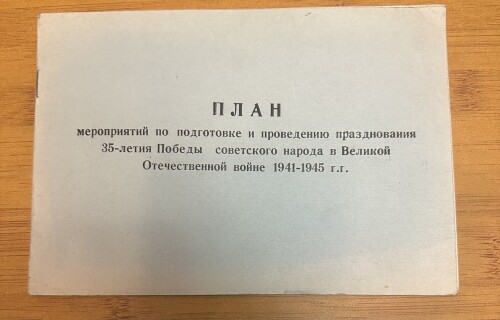 ПЛАН
мероприятий по подготовке и проведению празднования
35-летия Победы советского народа в Великой
Отечественной войне 1941-1945 г.г.